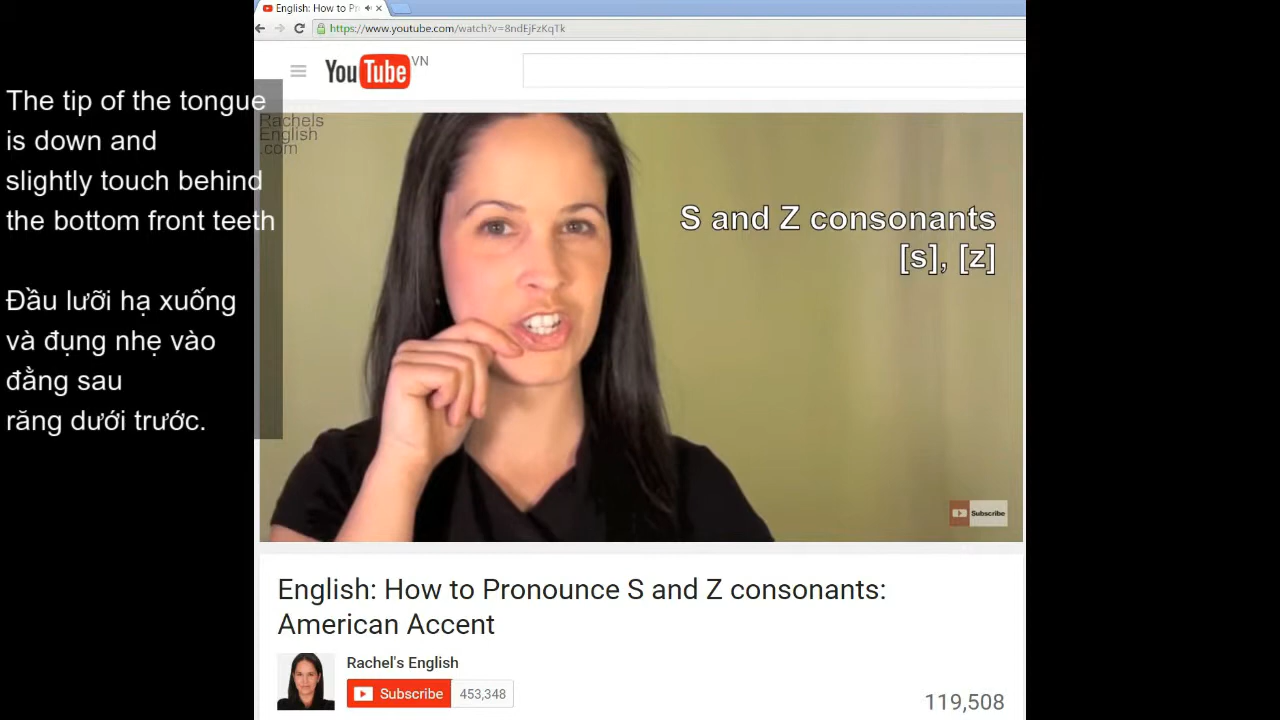 English: How to Pr
https://www.youtube.com/watch?v=8ndEjFzKqTk
YouTube VN
The tip of the tongue
is down and
slightly touch behind
the bottom front teeth
Đầu lưỡi hạ xuống
và đụng nhẹ vào
đằng sau
răng dưới trước.
Rachels
English
.com
S and Z consonants
[s], [z]
Subscribe
English: How to Pronounce S and Z consonants:
American Accent
Rachel's English
Subscribe 453,348
119,508